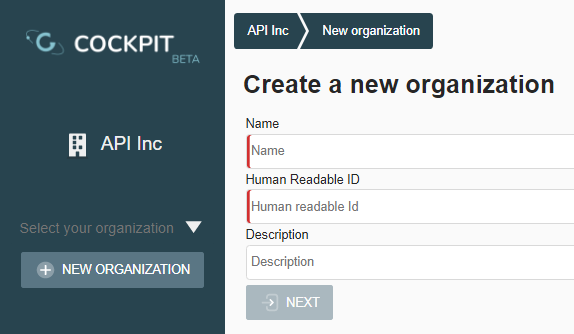 COCKPIT
BETA
API Inc
Select your organization
NEW ORGANIZATION
API Inc
New organization
Create a new organization
Name
Name
Human Readable ID
Human readable Id
Description
Description
NEXT